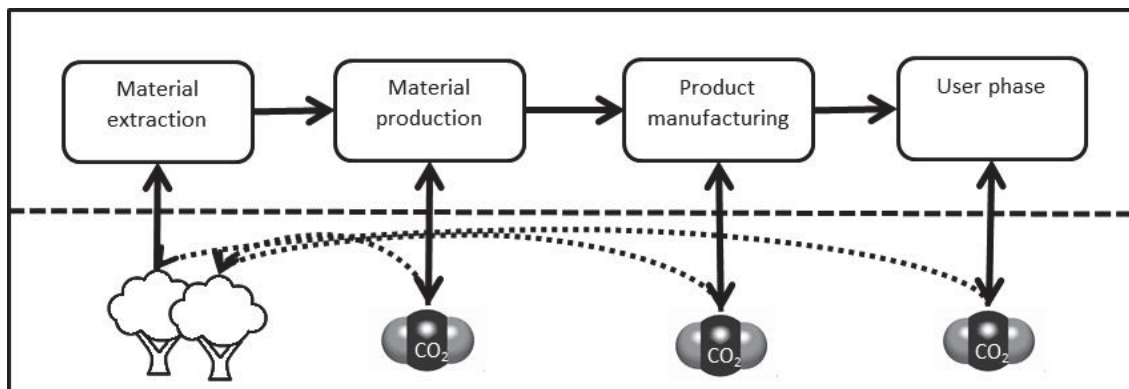 Material
extraction
Material
production
Product
manufacturing
User phase
CO₂
CO₂
CO₂